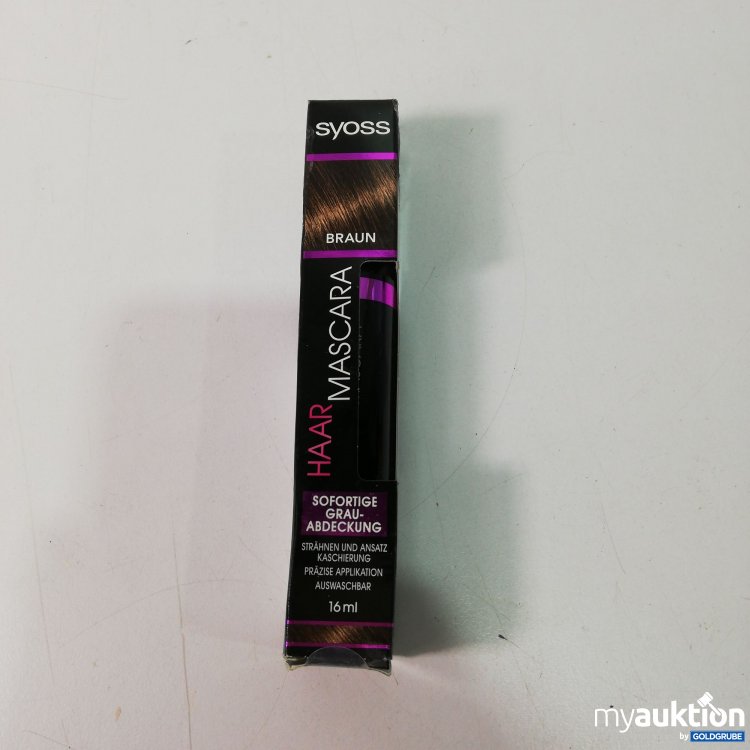 syoss
BRAUN
HAAR
MASCARA
SOFORTIGE
GRAU-
ABDECKUNG
STRÄHNEN UND ANSATZ
KASCHIERUNG
PRÄZISE APPLIKATION
AUSWASCHBAR
16 ml
myauktion
by GOLDGRUBE